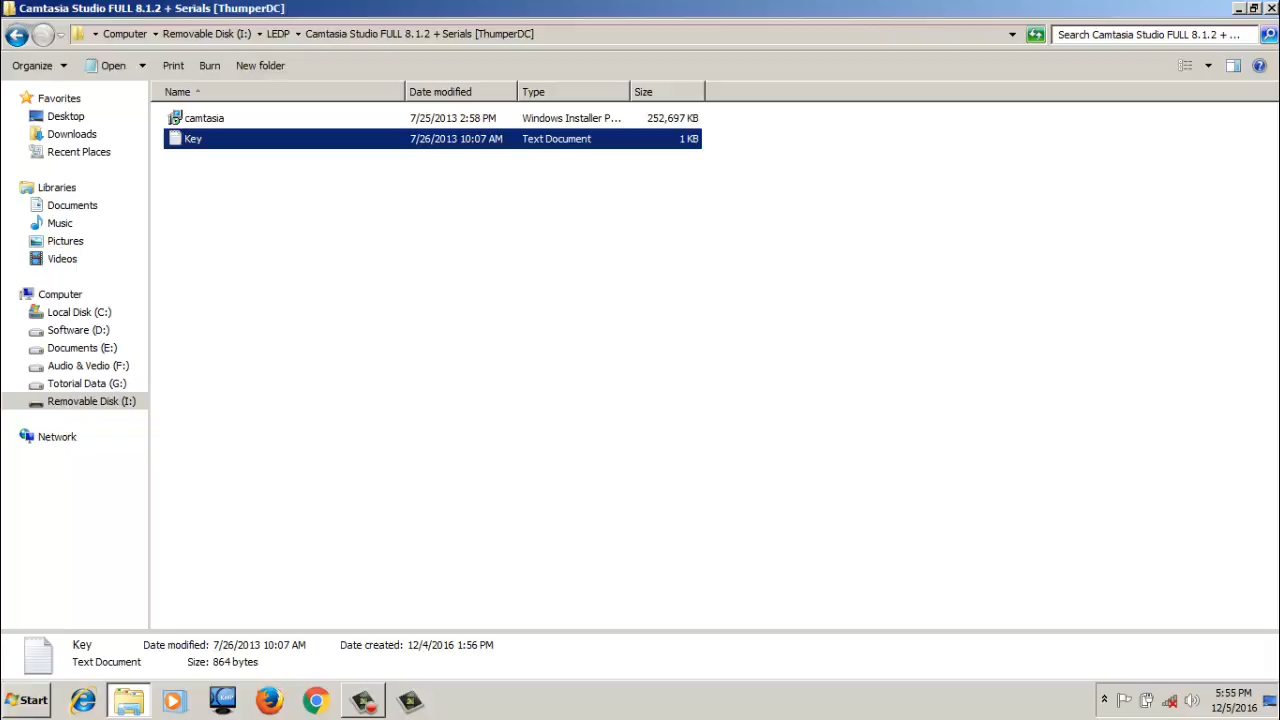 Camtasia Studio FULL 8.1.2 + Serials [ThumperDC]
Computer Removable Disk (I:) LEDP Camtasia Studio FULL 8.1.2 + Serials [ThumperDC] Search Camtasia Studio FULL 8.1.2 + ...
Organize Open Print Burn New folder
Name Date modified Type Size
camtasia 7/25/2013 2:58 PM Windows Installer P... 252,697 KB
Key 7/26/2013 10:07 AM Text Document 1 KB
Favorites
Desktop
Downloads
Recent Places
Libraries
Documents
Music
Pictures
Videos
Computer
Local Disk (C:)
Software (D:)
Documents (E:)
Audio & Vedio (F:)
Totorial Data (G:)
Removable Disk (I:)
Network
Key Date modified: 7/26/2013 10:07 AM Date created: 12/4/2016 1:56 PM
Text Document Size: 864 bytes
Start
5:55 PM
12/5/2016